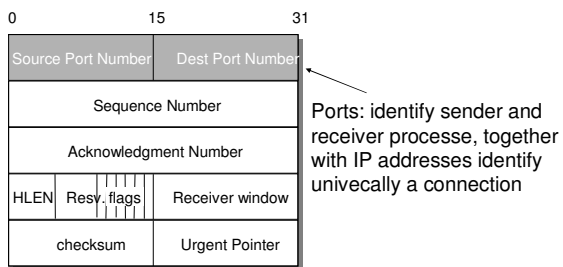 0 15 31
Source Port Number Dest Port Number
Sequence Number
Ports: identify sender and
receiver processe, together
with IP addresses identify
univecally a connection
Acknowledgment Number
HLEN Resv. flags Receiver window
checksum Urgent Pointer